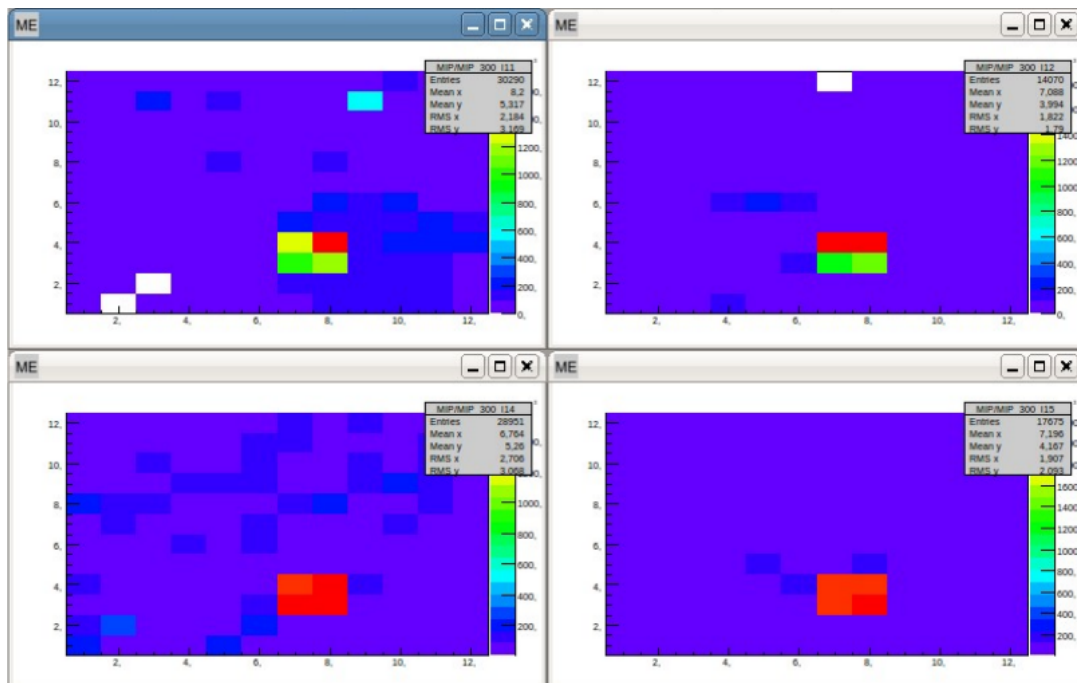 ME
MIP/MIP_300_I11
Entries 30290
Mean x 8,2
Mean y 5,317
RMS x 2,184
RMS y 3,169
12,
10,
8,
6,
4,
2,
2, 4, 6, 8, 10, 12,
1200,
1000,
800,
600,
400,
200,
0,
ME
MIP/MIP_300_I12
Entries 14070
Mean x 7,088
Mean y 3,994
RMS x 1,822
RMS y 1,79
12,
10,
8,
6,
4,
2,
2, 4, 6, 8, 10, 12,
1400
1200,
1000,
800,
600,
400,
200,
0,
ME
MIP/MIP_300_I14
Entries 28951
Mean x 6,764
Mean y 5,26
RMS x 2,706
RMS y 3,068
12,
10,
8,
6,
4,
2,
2, 4, 6, 8, 10, 12,
1000,
800,
600,
400,
200,
ME
MIP/MIP_300_I15
Entries 17675
Mean x 7,196
Mean y 4,167
RMS x 1,907
RMS y 2,093
12,
10,
8,
6,
4,
2,
2, 4, 6, 8, 10, 12,
1600
1400,
1200,
1000,
800,
600,
400,
200,